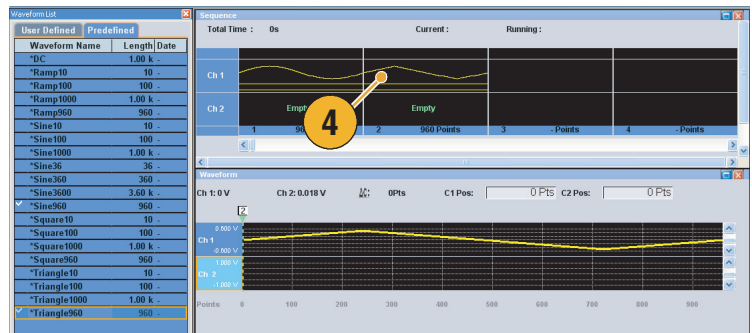 Waveform List
User Defined Predefined
Waveform Name Length Date
*DC 1.00 k -
*Ramp10 10 -
*Ramp100 100 -
*Ramp1000 1.00 k -
*Ramp960 960 -
*Sine10 10 -
*Sine100 100 -
*Sine1000 1.00 k -
*Sine36 36 -
*Sine360 360 -
*Sine3600 3.60 k -
*Sine960 960 -
*Square10 10 -
*Square100 100 -
*Square1000 1.00 k -
*Square960 960 -
*Triangle10 10 -
*Triangle100 100 -
*Triangle1000 1.00 k -
*Triangle960 960 -
Sequence
Total Time : 0s Current : Running :
Ch 1
Ch 2 Empty Empty
4
1 2 960 Points 3 - Points 4 - Points
Waveform
Ch 1: 0 V Ch 2: 0.018 V 0Pts C1 Pos: 0 Pts C2 Pos: 0 Pts
2
0.600 V
Ch 1
-0.600 V
1.000 V
Ch 2
-1.000 V
Points 0 100 200 300 400 500 600 700 800 900